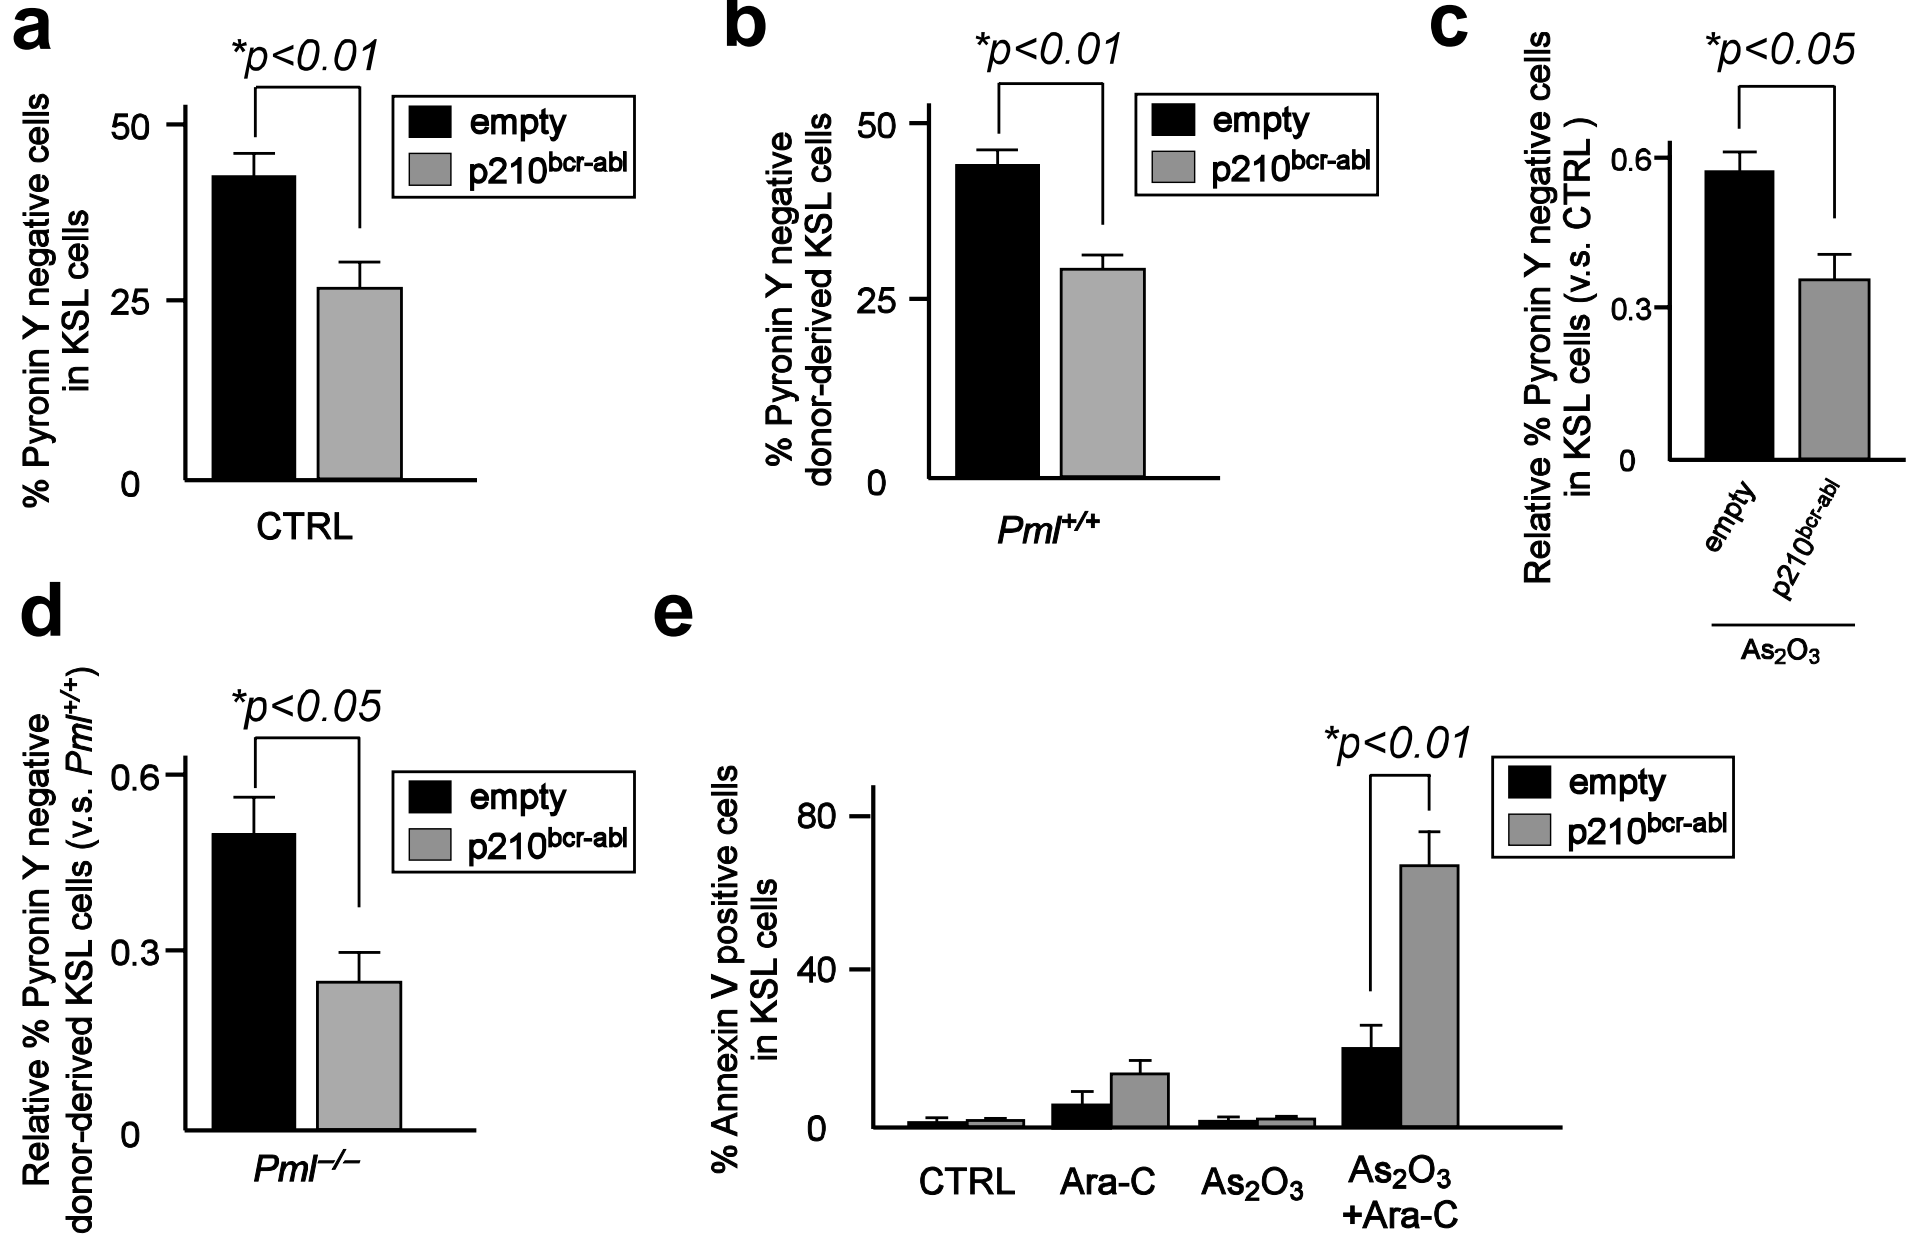 a
*p<0.01
% Pyronin Y negative cells
in KSL cells
50
25
0
empty
p210bcr-abl
CTRL
b
*p<0.01
% Pyronin Y negative
donor-derived KSL cells
50
25
0
empty
p210bcr-abl
Pml+/+
c
*p<0.05
Relative % Pyronin Y negative cells
in KSL cells (v.s. CTRL )
0.6
0.3
0
empty
p210bcr-abl
As2O3
d
*p<0.05
Relative % Pyronin Y negative
donor-derived KSL cells (v.s. Pml+/+)
0.6
0.3
0
empty
p210bcr-abl
Pml–/–
e
*p<0.01
% Annexin V positive cells
in KSL cells
80
40
0
empty
p210bcr-abl
CTRL
Ara-C
As2O3
As2O3
+Ara-C